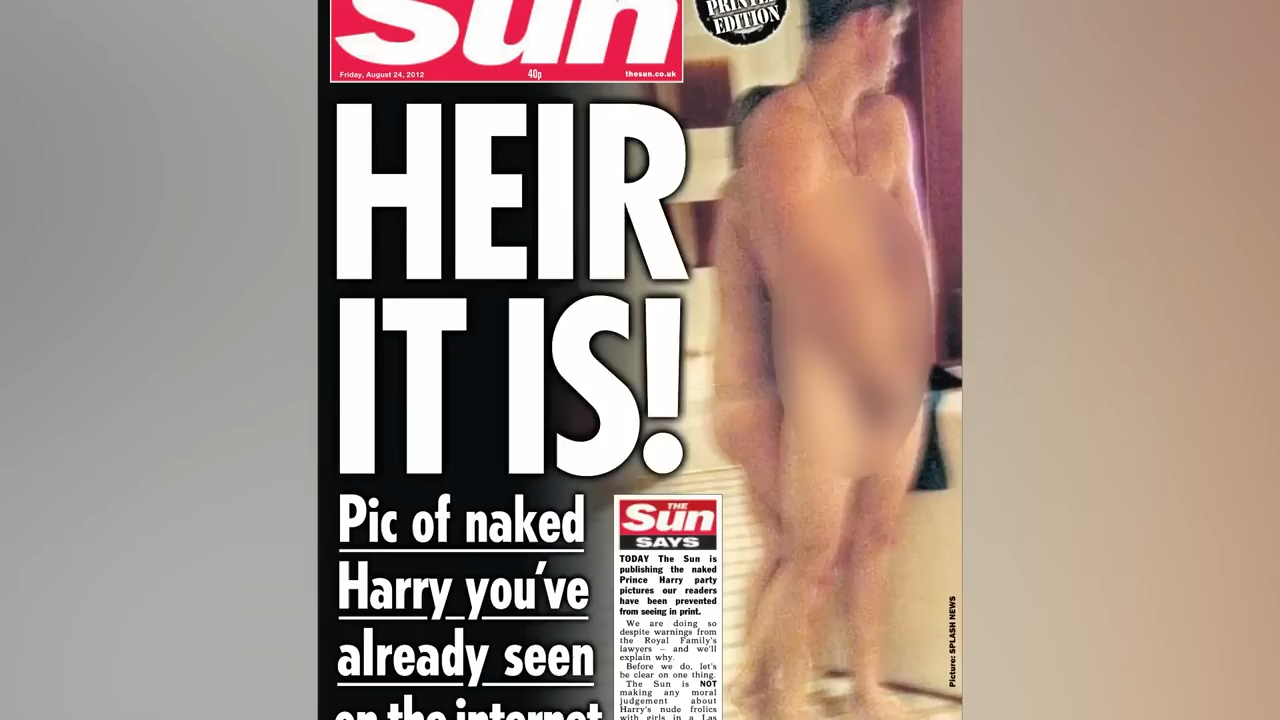 Sun
PRINTED
EDITION
Friday, August 24, 2012 40p thesun.co.uk
HEIR
IT IS!
Pic of naked
Harry you've
already seen
on the internet
THE
Sun
SAYS
TODAY The Sun is
publishing the naked
Prince Harry party
pictures our readers
have been prevented
from seeing in print.
We are doing so
despite warnings from
the Royal Family's
lawyers — and we'll
explain why.
Before we do, let's
be clear on one thing.
The Sun is NOT
making any moral
judgement about
Harry's nude frolics
with girls in a Las
Picture: SPLASH NEWS